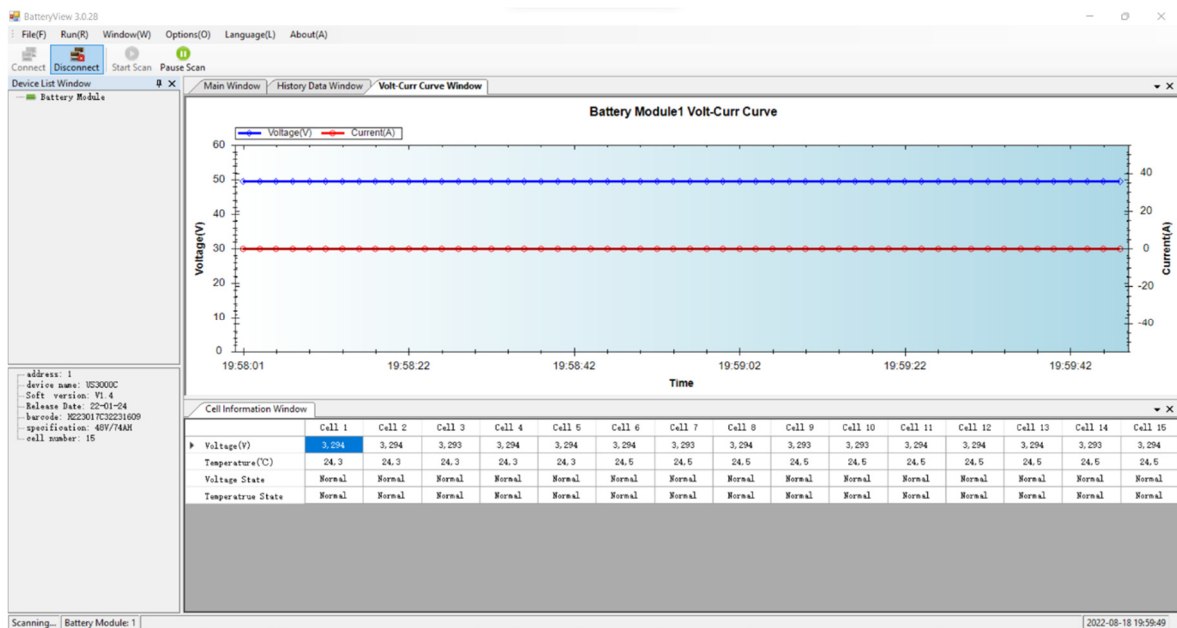 BatteryView 3.0.28
File(F) Run(R) Window(W) Options(O) Language(L) About(A)
Connect Disconnect Start Scan Pause Scan
Device List Window
Battery Module
Main Window History Data Window Volt-Curr Curve Window
Battery Module1 Volt-Curr Curve
Voltage(V) Current(A)
60
50
40
30
20
10
0
Voltage(V)
40
20
0
-20
-40
Current(A)
19:58:01 19:58:22 19:58:42 19:59:02 19:59:22 19:59:42
Time
address: 1
device name: US3000C
Soft version: V1.4
Release Date: 22-01-24
barcode: H223017C32231609
specification: 48V/74AH
cell number: 15
Cell Information Window
Cell 1 Cell 2 Cell 3 Cell 4 Cell 5 Cell 6 Cell 7 Cell 8 Cell 9 Cell 10 Cell 11 Cell 12 Cell 13 Cell 14 Cell 15
Voltage(V) 3,294 3,294 3,293 3,294 3,294 3,294 3,293 3,294 3,293 3,294 3,294 3,294 3,294 3,293 3,294
Temperature(℃) 24,3 24,3 24,3 24,3 24,3 24,5 24,5 24,5 24,5 24,5 24,5 24,5 24,5 24,5 24,5
Voltage State Normal Normal Normal Normal Normal Normal Normal Normal Normal Normal Normal Normal Normal Normal Normal
Temperatrue State Normal Normal Normal Normal Normal Normal Normal Normal Normal Normal Normal Normal Normal Normal Normal
Scanning... Battery Module: 1 2022-08-18 19:59:49